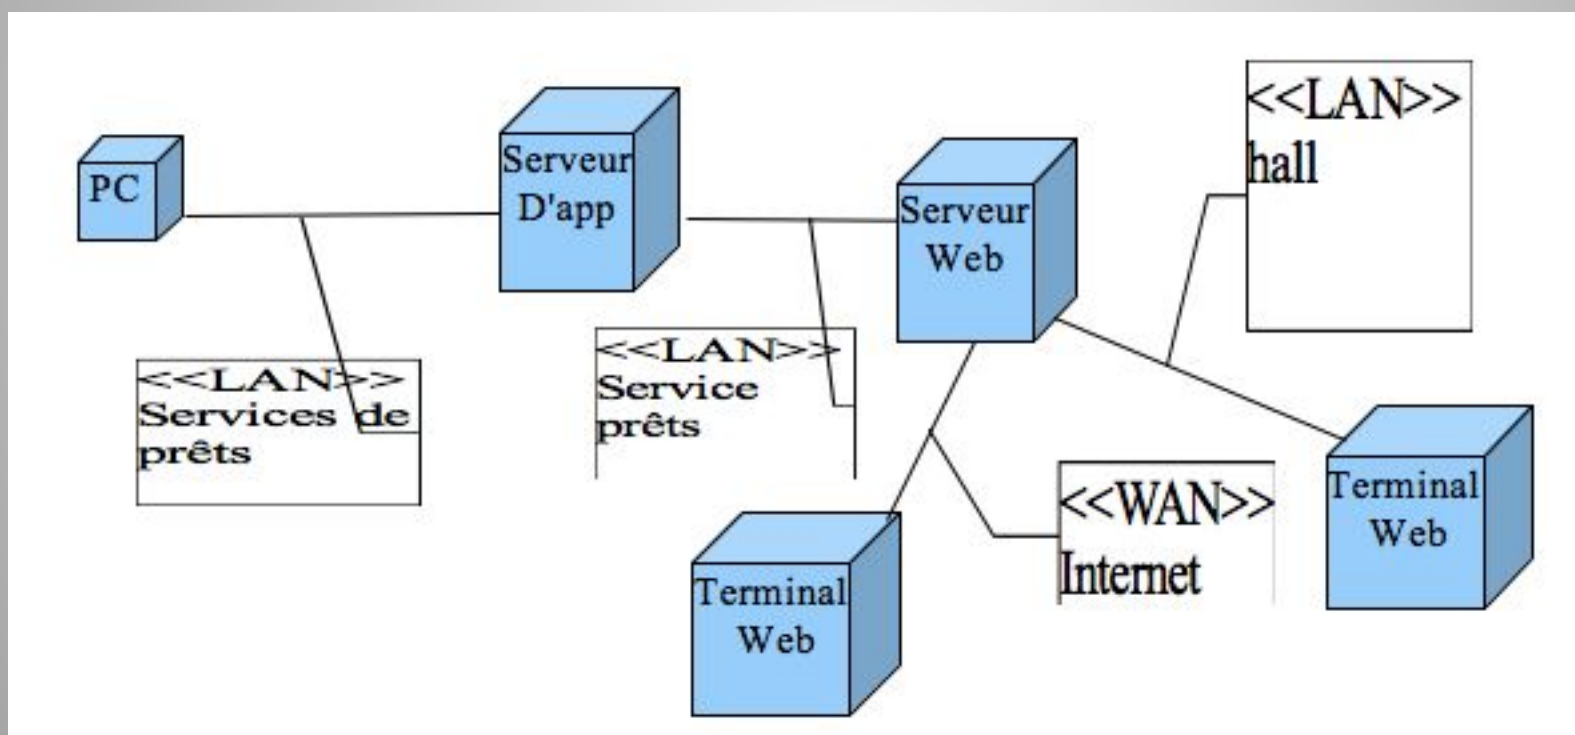 PC
Serveur
D'app
Serveur
Web
<<LAN>>
hall
<<LAN>>
Services de
prêts
<<LAN>>
Service
prêts
<<WAN>>
Internet
Terminal
Web
Terminal
Web